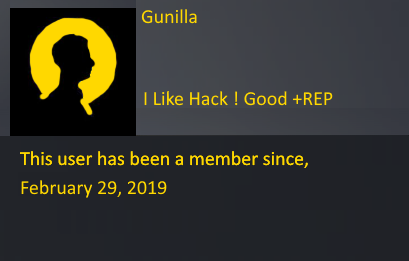 Gunilla
I Like Hack ! Good +REP
This user has been a member since,
February 29, 2019